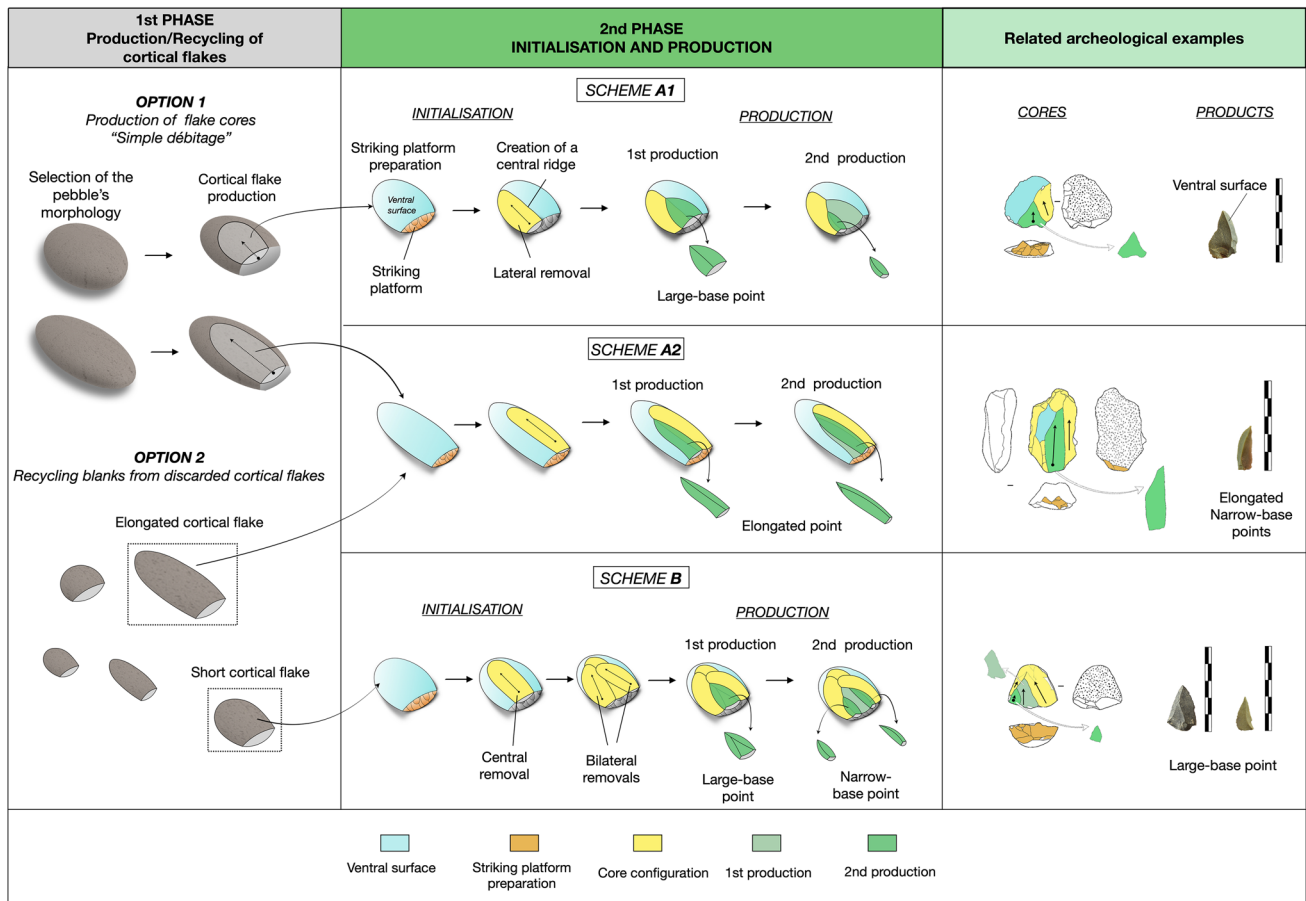 1st PHASE
Production/Recycling of
cortical flakes
2nd PHASE
INITIALISATION AND PRODUCTION
Related archeological examples
OPTION 1
Production of flake cores
“Simple débitage”
Selection of the
pebble’s
morphology
Cortical flake
production
OPTION 2
Recycling blanks from discarded cortical flakes
Elongated cortical flake
Short cortical flake
SCHEME A1
INITIALISATION
PRODUCTION
Striking platform
preparation
Creation of a
central ridge
1st production
2nd production
Ventral surface
Striking
platform
Lateral removal
Large-base point
CORES
PRODUCTS
Ventral surface
SCHEME A2
1st production
2nd production
Elongated point
Elongated
Narrow-base
points
SCHEME B
INITIALISATION
PRODUCTION
1st production
2nd production
Central
removal
Bilateral
removals
Large-base
point
Narrow-
base point
Large-base point
Ventral surface
Striking platform
preparation
Core configuration
1st production
2nd production